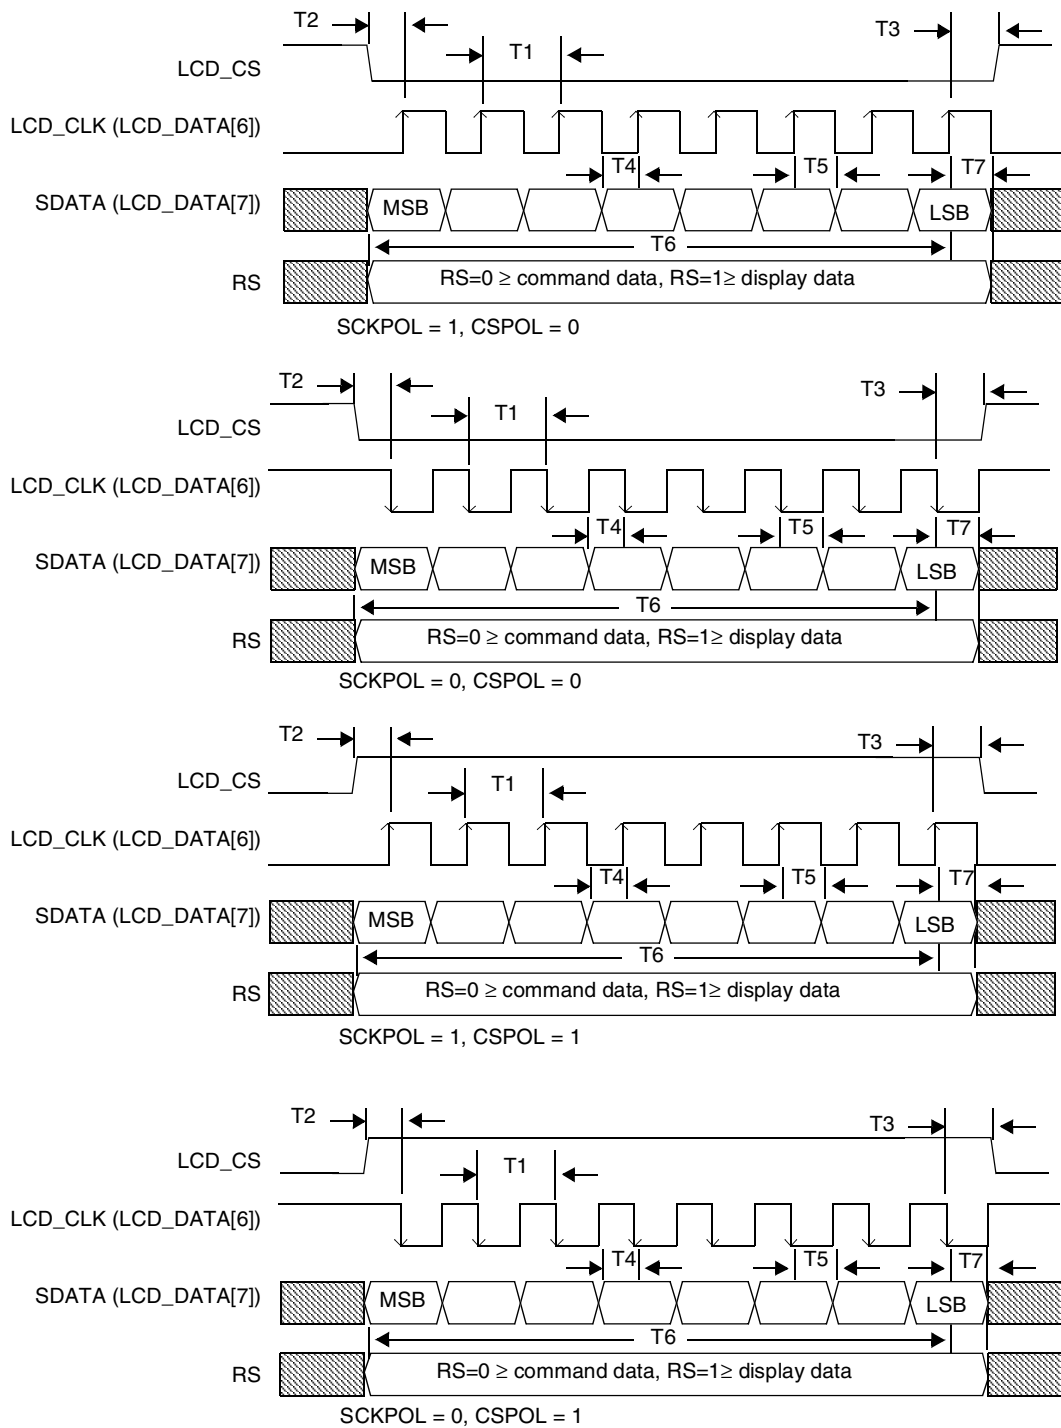 T2
T3
T1
LCD_CS
LCD_CLK (LCD_DATA[6])
T4
T5
T7
SDATA (LCD_DATA[7])
MSB
LSB
T6
RS
RS=0 ≥ command data, RS=1≥ display data
SCKPOL = 1, CSPOL = 0
T2
T3
T1
LCD_CS
LCD_CLK (LCD_DATA[6])
T4
T5
T7
SDATA (LCD_DATA[7])
MSB
LSB
T6
RS
RS=0 ≥ command data, RS=1≥ display data
SCKPOL = 0, CSPOL = 0
T2
T3
LCD_CS
T1
LCD_CLK (LCD_DATA[6])
T4
T5
T7
SDATA (LCD_DATA[7])
MSB
LSB
T6
RS
RS=0 ≥ command data, RS=1≥ display data
SCKPOL = 1, CSPOL = 1
T2
T3
LCD_CS
T1
LCD_CLK (LCD_DATA[6])
T4
T5
T7
SDATA (LCD_DATA[7])
MSB
LSB
T6
RS
RS=0 ≥ command data, RS=1≥ display data
SCKPOL = 0, CSPOL = 1